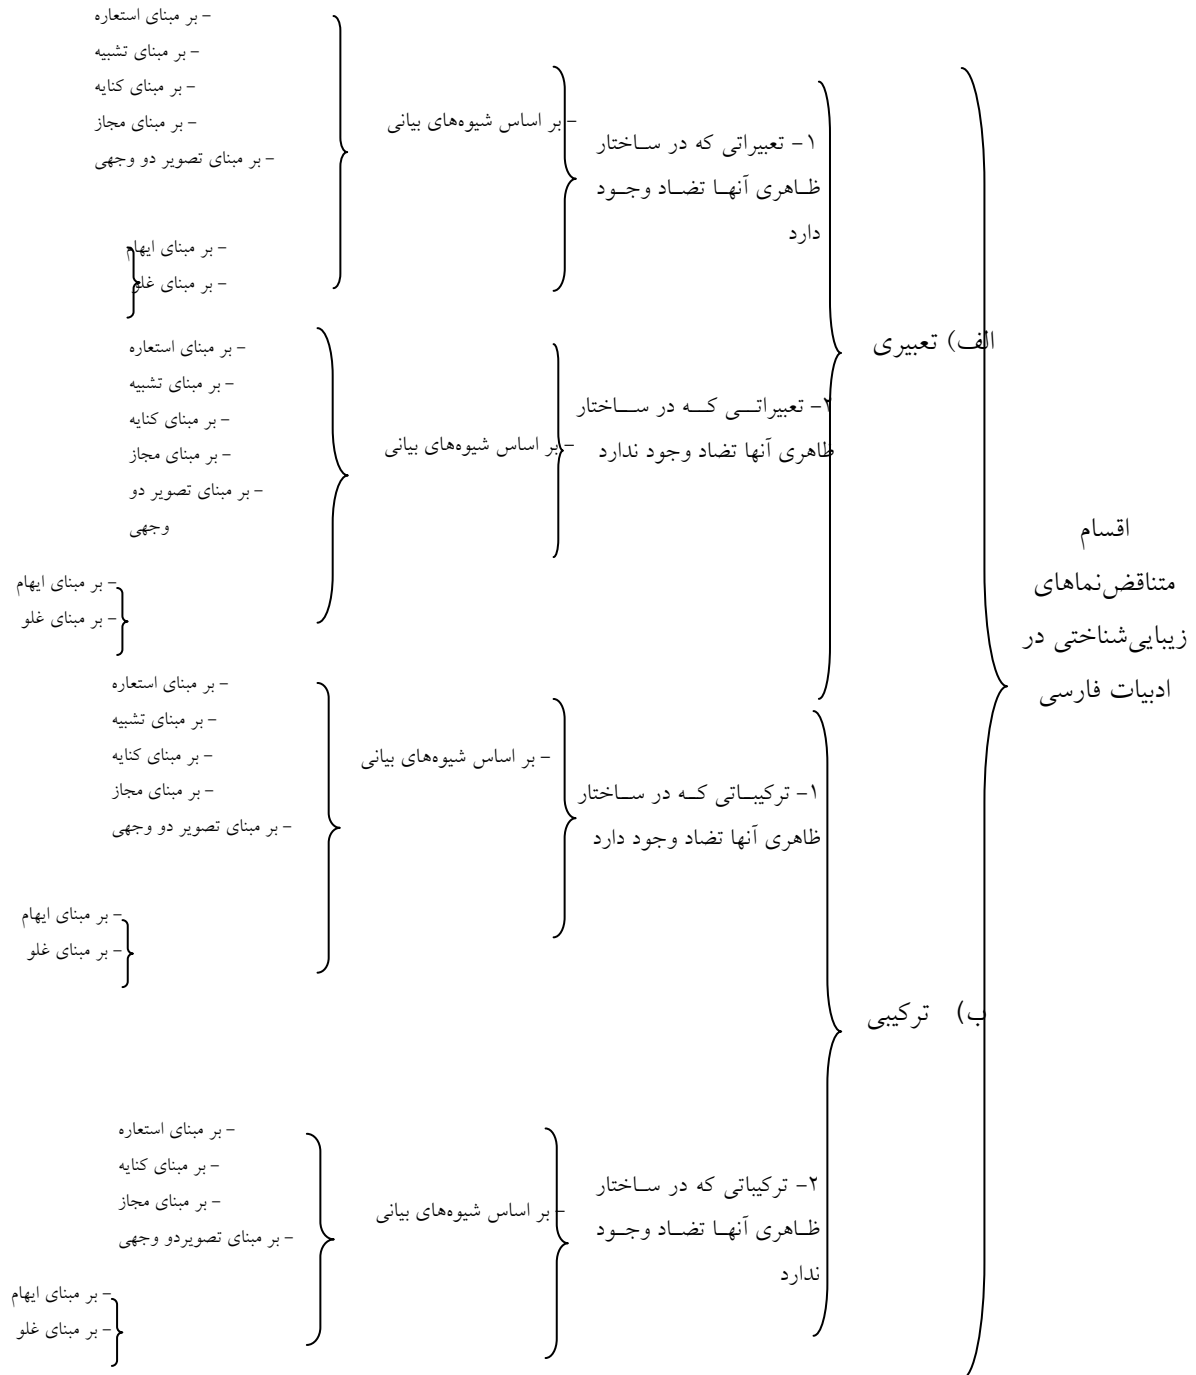 اقسام
متناقض‌نماهای
زیبایی‌شناختی در
ادبیات فارسی
الف) تعبیری
۱- تعبیراتی که در ساختار
ظاهری آنها تضاد وجود
دارد
- بر اساس شیوه‌های بیانی
- بر مبنای استعاره
- بر مبنای تشبیه
- بر مبنای کنایه
- بر مبنای مجاز
- بر مبنای تصویر دو وجهی
- بر مبنای ایهام
- بر مبنای غلو
۲- تعبیراتی که در ساختار
ظاهری آنها تضاد وجود ندارد
- بر اساس شیوه‌های بیانی
- بر مبنای استعاره
- بر مبنای تشبیه
- بر مبنای کنایه
- بر مبنای مجاز
- بر مبنای تصویر دو
وجهی
- بر مبنای ایهام
- بر مبنای غلو
ب) ترکیبی
۱- ترکیباتی که در ساختار
ظاهری آنها تضاد وجود دارد
- بر اساس شیوه‌های بیانی
- بر مبنای استعاره
- بر مبنای تشبیه
- بر مبنای کنایه
- بر مبنای مجاز
- بر مبنای تصویر دو وجهی
- بر مبنای ایهام
- بر مبنای غلو
۲- ترکیباتی که در ساختار
ظاهری آنها تضاد وجود
ندارد
- بر اساس شیوه‌های بیانی
- بر مبنای استعاره
- بر مبنای کنایه
- بر مبنای مجاز
- بر مبنای تصویردو وجهی
- بر مبنای ایهام
- بر مبنای غلو